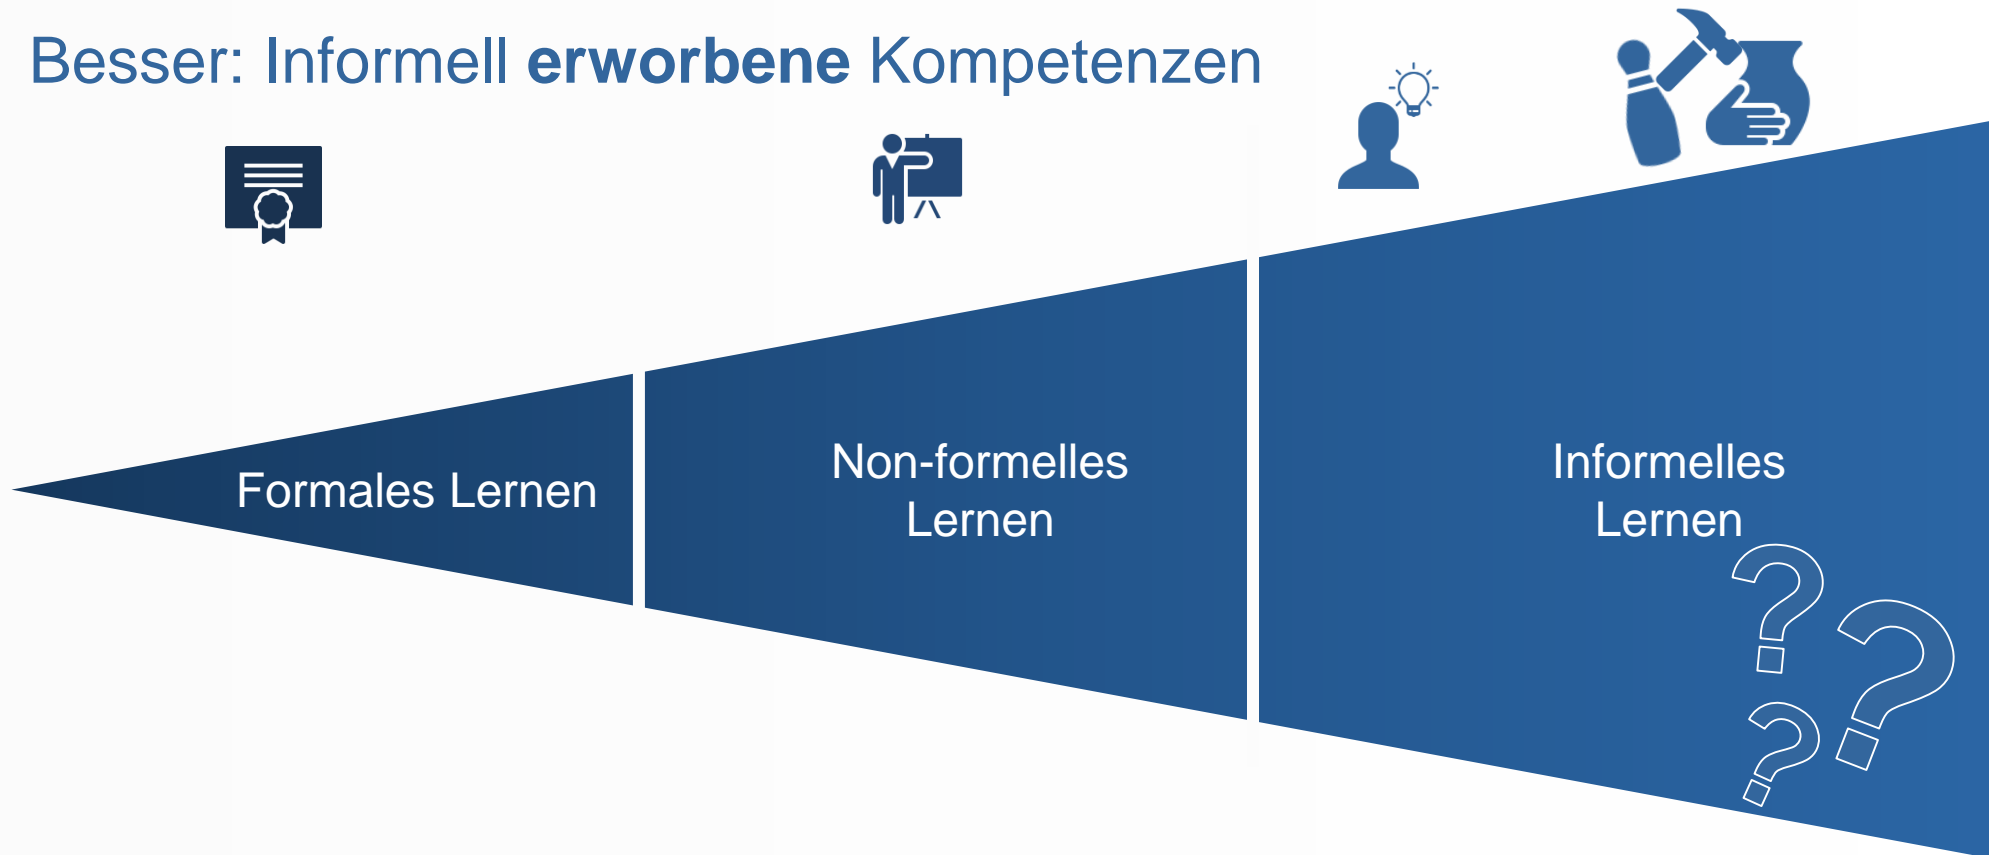 Besser: Informell erworbene Kompetenzen
Formales Lernen
Non-formelles
Lernen
Informelles
Lernen
?
?
?